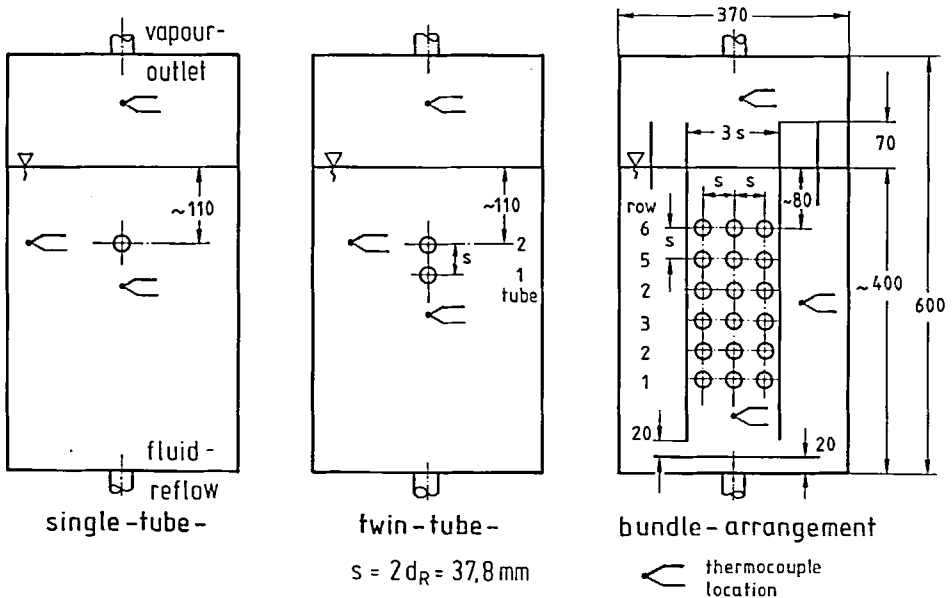 vapour-
outlet
~110
fluid-
reflow
single-tube-
~110
2
s
1
tube
twin-tube-
s = 2d_R = 37,8 mm
370
3 s
70
s s
~80
row
6
s
5
2
3
2
1
~400
600
20
20
bundle-arrangement
thermocouple
location